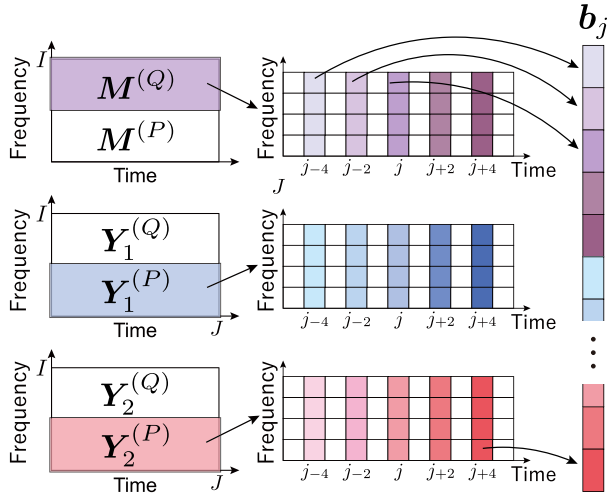 𝒃_j
Frequency
I
M^(Q)
M^(P)
Time
J
Frequency
j−4
j−2
j
j+2
j+4
Time
Frequency
I
Y_1^(Q)
Y_1^(P)
Time
J
Frequency
j−4
j−2
j
j+2
j+4
Time
⋮
Frequency
I
Y_2^(Q)
Y_2^(P)
Time
J
Frequency
j−4
j−2
j
j+2
j+4
Time